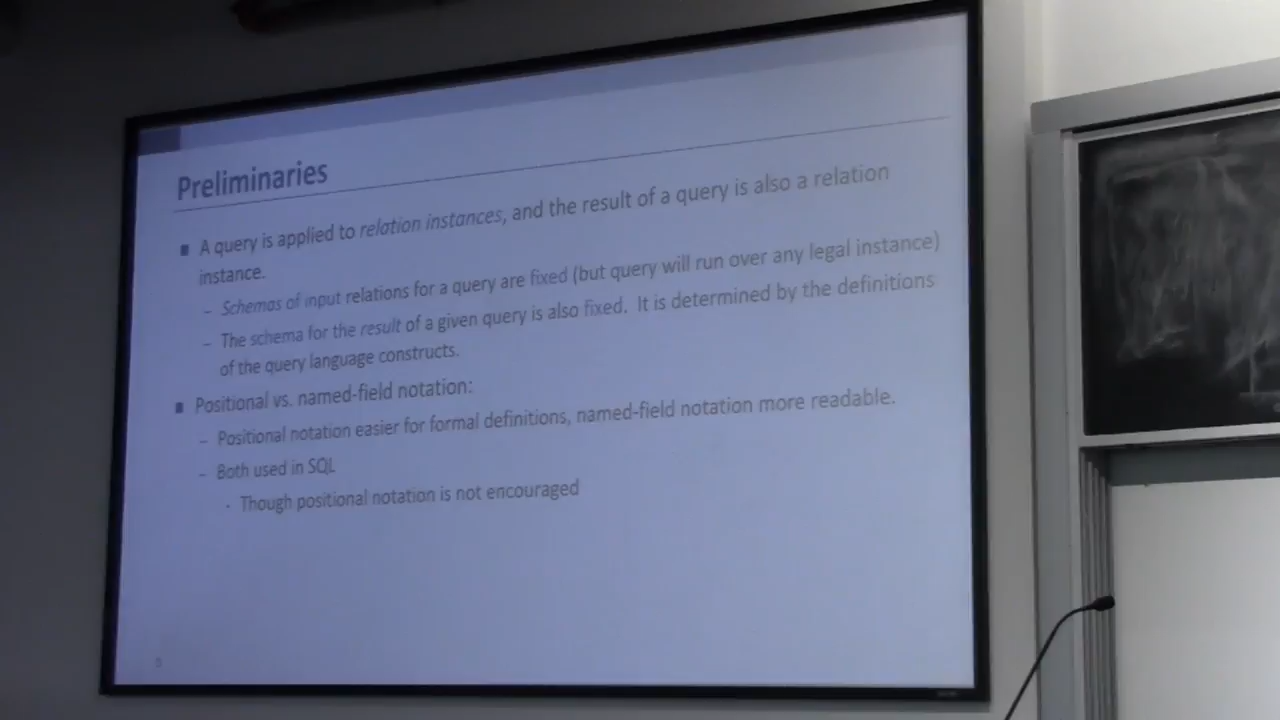 Preliminaries
▪ A query is applied to relation instances, and the result of a query is also a relation
instance.
– Schemas of input relations for a query are fixed (but query will run over any legal instance)
– The schema for the result of a given query is also fixed. It is determined by the definitions
of the query language constructs.
▪ Positional vs. named-field notation:
– Positional notation easier for formal definitions, named-field notation more readable.
– Both used in SQL
· Though positional notation is not encouraged